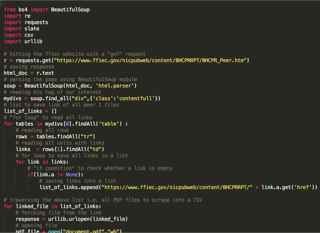 from bs4 import BeautifulSoup
import re
import requests
import slate
import csv
import urllib
# hitting the ffiec website with a "get" request
r = requests.get("https://www.ffiec.gov/nicpubweb/content/BHCPRRPT/BHCPR_Peer.htm")
# saving response
html_doc = r.text
# parsing the page using BeautifulSoup module
soup = BeautifulSoup(html_doc, 'html.parser')
# reading div tag of our interest
mydivs = soup.find_all("div",{'class':'contentfull'})
# list to save link of all peer 1 files
list_of_links = []
# "for loop" to read all links
for tables in mydivs[0].findAll('table') :
# reading all rows
rows = tables.findAll("tr")
# reading all cells with links
links = rows[1].findAll("td")
# for loop to save all links in a list
for link in links:
# "if condition" to check whether a link is empty
if(link.a != None):
# saving links into a list
list_of_links.append("https://www.ffiec.gov/nicpubweb/content/BHCPRRPT/" + link.a.get('href'))
# traversing the above list i.e. all PDF files to scrape into a CSV
for linked_file in list_of_links:
# fetching file from the link
response = urllib.urlopen(linked_file)
# opening file
pdf_file = open("document.pdf","wb")